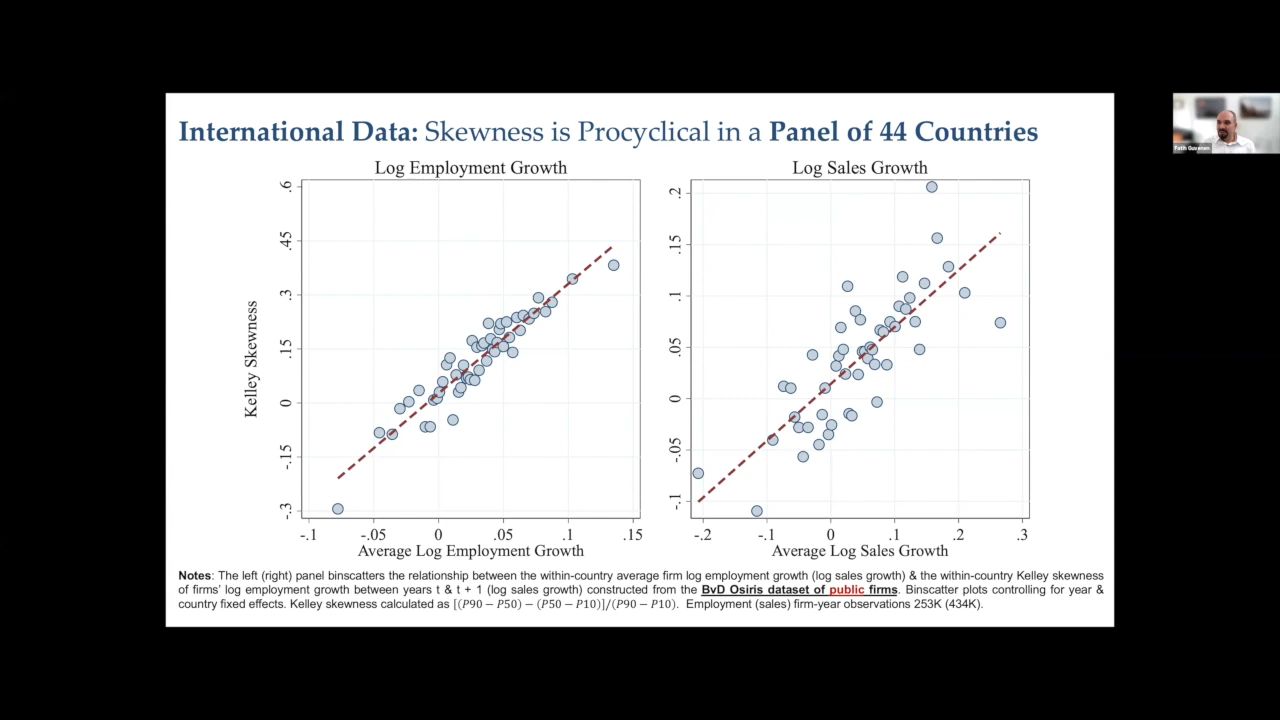 International Data: Skewness is Procyclical in a Panel of 44 Countries
Log Employment Growth
Kelley Skewness
.6
.45
.3
.15
0
-.15
-.3
-.1
-.05
0
.05
.1
.15
Average Log Employment Growth
Log Sales Growth
.2
.15
.1
.05
0
-.05
-.1
-.2
-.1
0
.1
.2
.3
Average Log Sales Growth
Notes: The left (right) panel binscatters the relationship between the within-country average firm log employment growth (log sales growth) & the within-country Kelley skewness
of firms' log employment growth between years t & t + 1 (log sales growth) constructed from the BvD Osiris dataset of public firms. Binscatter plots controlling for year &
country fixed effects. Kelley skewness calculated as [(P90 − P50) − (P50 − P10)]/(P90 − P10). Employment (sales) firm-year observations 253K (434K).
Fatih Guvenen